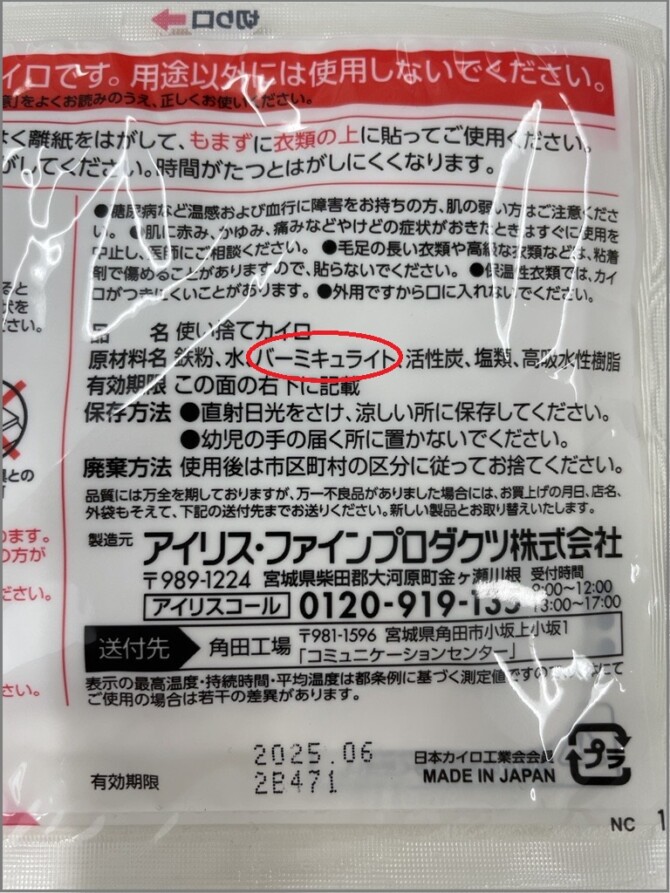 切り口
イロです。用途以外には使用しないでください。
意」をよくお読みのうえ、正しくお使いください。
はく離紙をはがして、もまずに衣類の上に貼ってご使用ください。
がしてください。時間がたつとはがしにくくなります。
●糖尿病など温感および血行に障害をお持ちの方、肌の弱い方はご注意くださ
い。●肌に赤み、かゆみ、痛みなどやけどの症状がおきたときはすぐに使用を
中止し、医師にご相談ください。●毛足の長い衣類や高級な衣類などは、粘着
剤で傷めることがありますので、貼らないでください。●保温性衣類では、カイ
ロがつきにくいことがあります。●外用ですから口に入れないでください。
ると
状を
ださい。
品 名 使い捨てカイロ
原材料名 鉄粉、水、バーミキュライト、活性炭、塩類、高吸水性樹脂
有効期限 この面の右下に記載
保存方法 ●直射日光をさけ、涼しい所に保存してください。
●幼児の手の届く所に置かないでください。
廃棄方法 使用後は市区町村の区分に従ってお捨てください。
との
品質には万全を期しておりますが、万一不良品がありました場合には、お買上げの月日、店名、
外袋もそえて、下記の送付先までお送りください。新しい製品とお取り替えいたします。
ます。
の方が
ださい。
製造元 アイリス・ファインプロダクツ株式会社
〒989-1224 宮城県柴田郡大河原町金ヶ瀬川根 受付時間
アイリスコール 0120-919-135 9:00〜12:00
13:00〜17:00
送付先 角田工場 〒981-1596 宮城県角田市小坂上小坂1
「コミュニケーションセンター」
さい。
表示の最高温度・持続時間・平均温度は都条例に基づく測定値ですので
ご使用の場合は若干の差異があります。
有効期限 2025.06
2B471
日本カイロ工業会会員
MADE IN JAPAN
プラ
NC 1